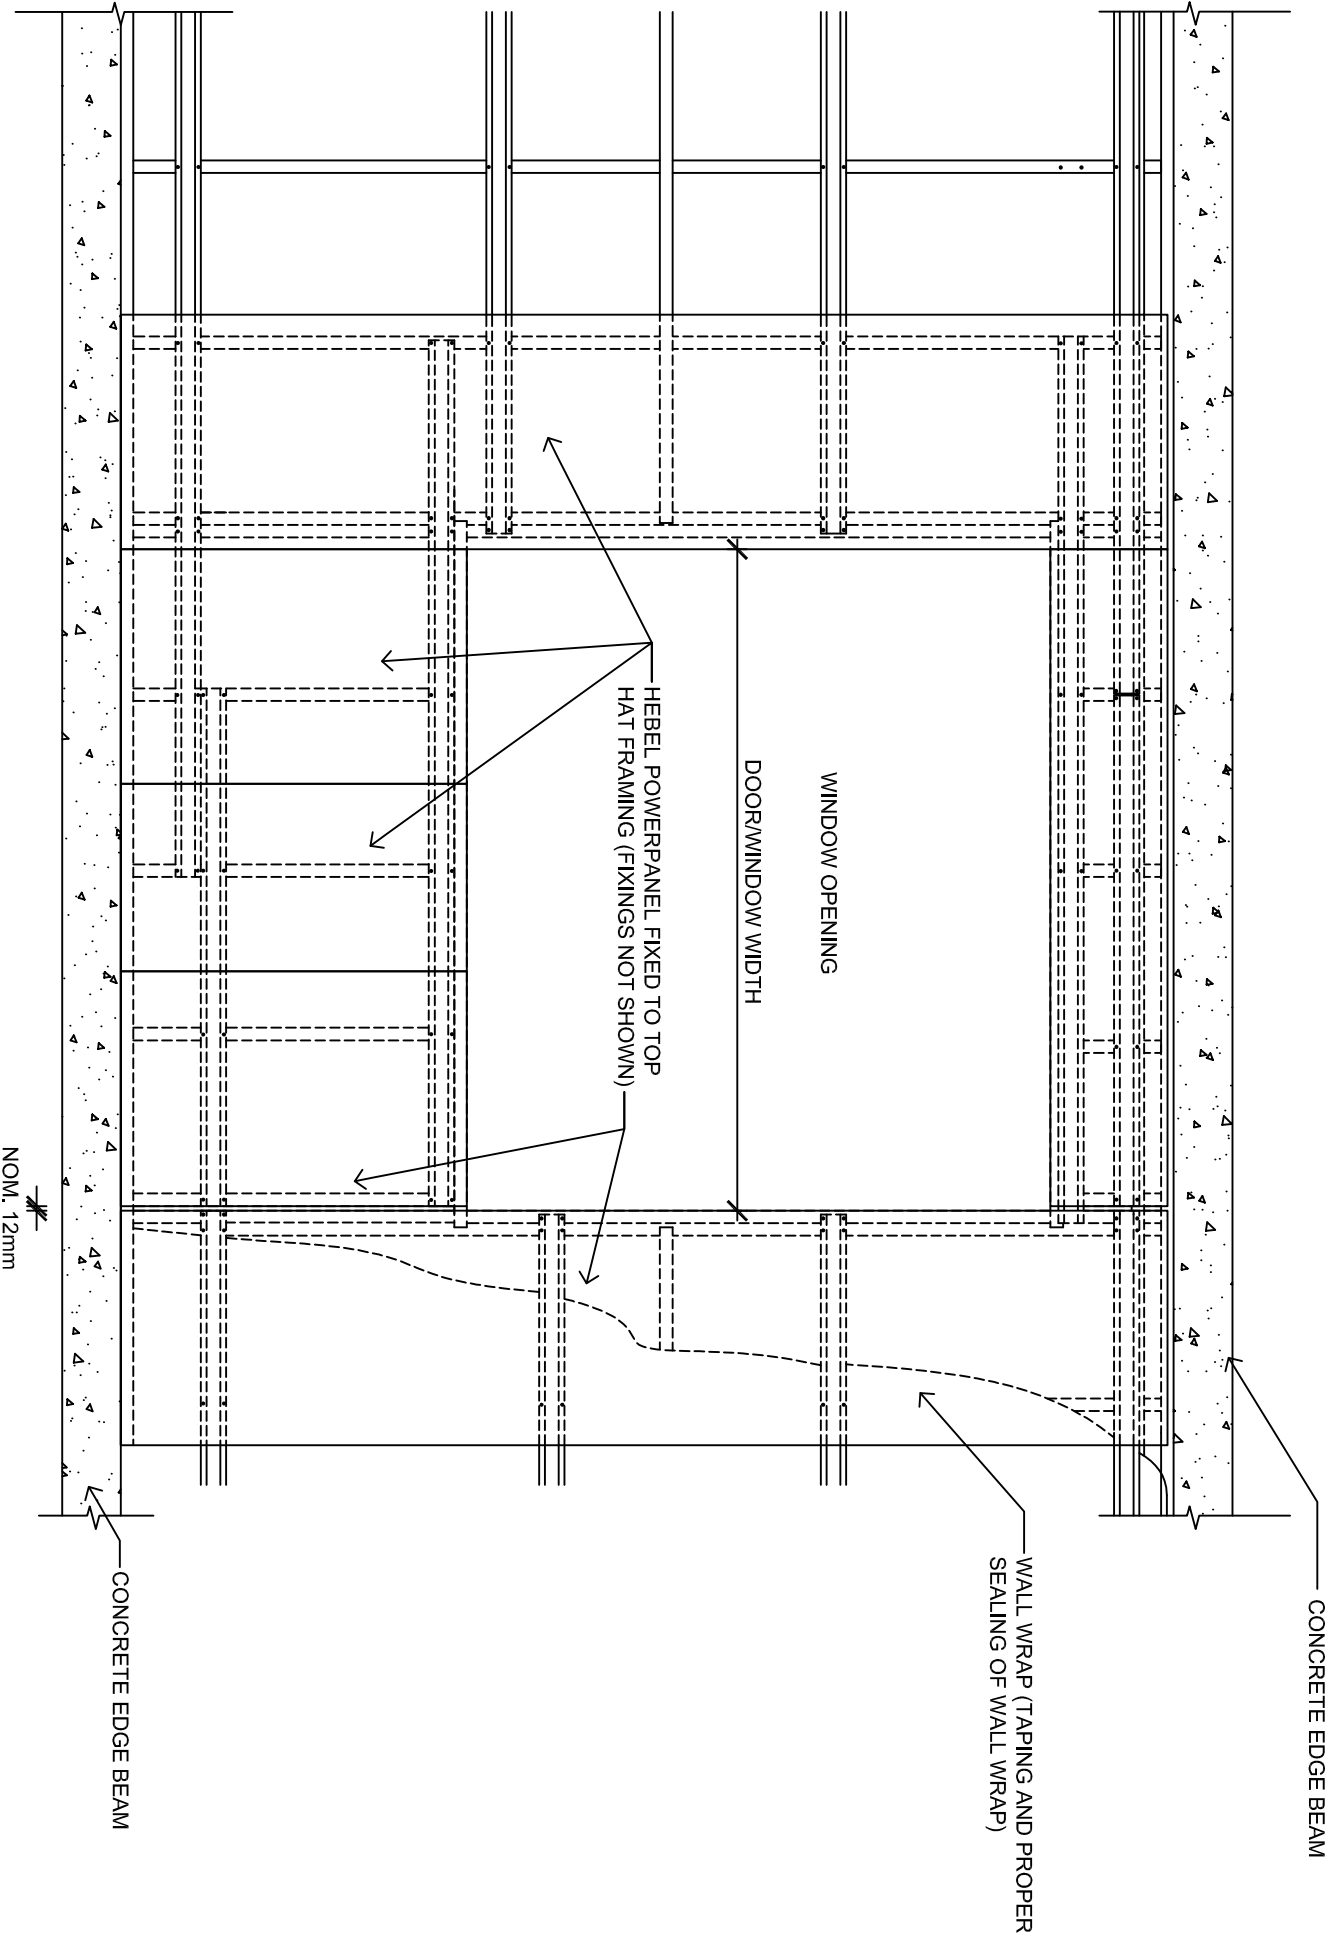 CONCRETE EDGE BEAM
WALL WRAP (TAPING AND PROPER
SEALING OF WALL WRAP)
WINDOW OPENING
DOOR/WINDOW WIDTH
HEBEL POWERPANEL FIXED TO TOP
HAT FRAMING (FIXINGS NOT SHOWN)
CONCRETE EDGE BEAM
NOM. 12mm